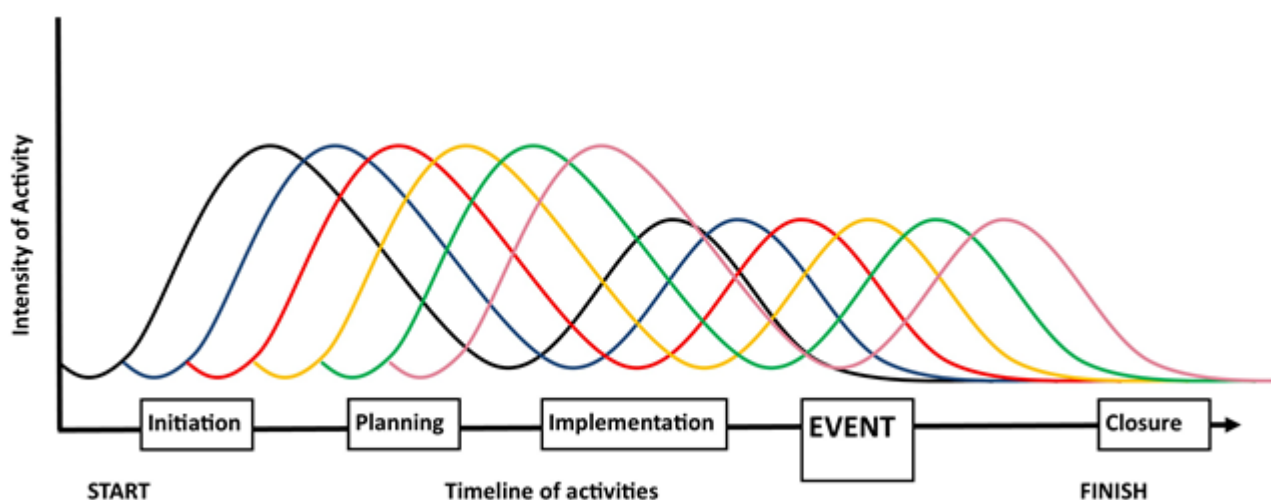 Intensity of Activity
Initiation
Planning
Implementation
EVENT
Closure
START
Timeline of activities
FINISH